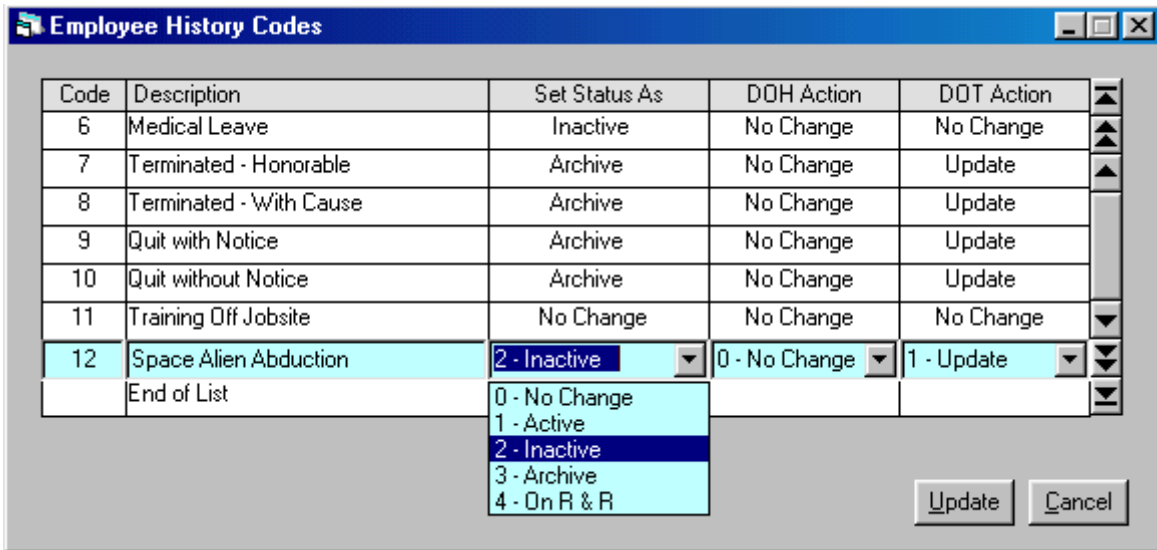 Employee History Codes
Code Description Set Status As DOH Action DOT Action
6 Medical Leave Inactive No Change No Change
7 Terminated - Honorable Archive No Change Update
8 Terminated - With Cause Archive No Change Update
9 Quit with Notice Archive No Change Update
10 Quit without Notice Archive No Change Update
11 Training Off Jobsite No Change No Change No Change
12 Space Alien Abduction 2 - Inactive 0 - No Change 1 - Update
End of List
0 - No Change
1 - Active
2 - Inactive
3 - Archive
4 - On R & R
Update Cancel